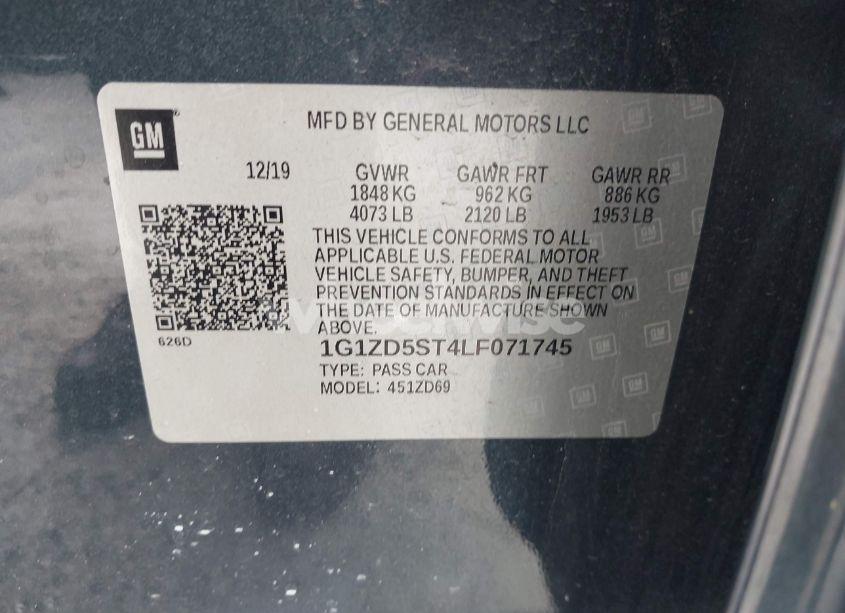 GM
MFD BY GENERAL MOTORS LLC
12/19 GVWR GAWR FRT GAWR RR
1848 KG 962 KG 886 KG
4073 LB 2120 LB 1953 LB
THIS VEHICLE CONFORMS TO ALL
APPLICABLE U.S. FEDERAL MOTOR
VEHICLE SAFETY, BUMPER, AND THEFT
PREVENTION STANDARDS IN EFFECT ON
THE DATE OF MANUFACTURE SHOWN
ABOVE.
626D
1G1ZD5ST4LF071745
TYPE: PASS CAR
MODEL: 451ZD69